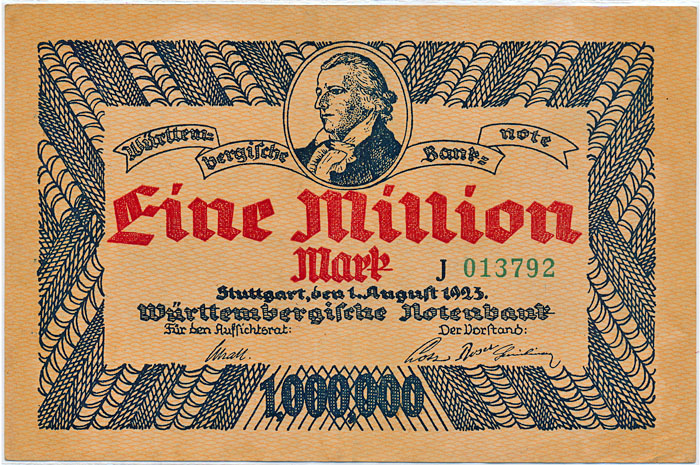 Württem-
bergische
Bank-
note
Eine Million
Mark
J 013792
Stuttgart, den 1. August 1923.
Württembergische Notenbank
Für den Aufsichtsrat: Der Vorstand:
1,000,000